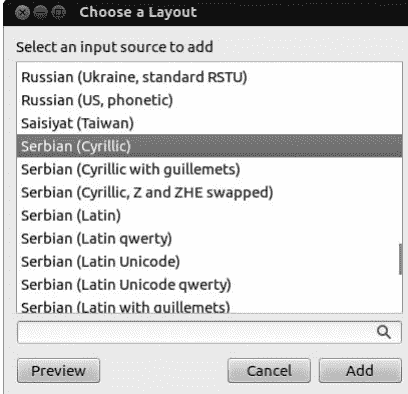 Choose a Layout
Select an input source to add
Russian (Ukraine, standard RSTU)
Russian (US, phonetic)
Saisiyat (Taiwan)
Serbian (Cyrillic)
Serbian (Cyrillic with guillemets)
Serbian (Cyrillic, Z and ZHE swapped)
Serbian (Latin)
Serbian (Latin qwerty)
Serbian (Latin Unicode)
Serbian (Latin Unicode qwerty)
Serbian (Latin with guillemets)
Preview Cancel Add